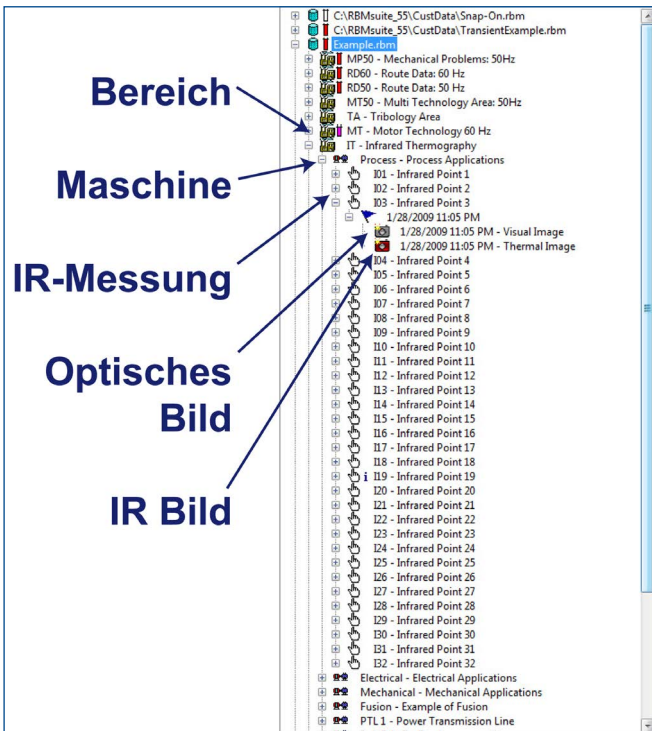 C:\RBMsuite_55\CustData\Snap-On.rbm
C:\RBMsuite_55\CustData\TransientExample.rbm
Example.rbm
MP50 - Mechanical Problems: 50Hz
RD60 - Route Data: 60 Hz
RD50 - Route Data: 50 Hz
MT50 - Multi Technology Area: 50Hz
TA - Tribology Area
MT - Motor Technology 60 Hz
IT - Infrared Thermography
Process - Process Applications
I01 - Infrared Point 1
I02 - Infrared Point 2
I03 - Infrared Point 3
1/28/2009 11:05 PM
1/28/2009 11:05 PM - Visual Image
1/28/2009 11:05 PM - Thermal Image
I04 - Infrared Point 4
I05 - Infrared Point 5
I06 - Infrared Point 6
I07 - Infrared Point 7
I08 - Infrared Point 8
I09 - Infrared Point 9
I10 - Infrared Point 10
I11 - Infrared Point 11
I12 - Infrared Point 12
I13 - Infrared Point 13
I14 - Infrared Point 14
I15 - Infrared Point 15
I16 - Infrared Point 16
I17 - Infrared Point 17
I18 - Infrared Point 18
i I19 - Infrared Point 19
I20 - Infrared Point 20
I21 - Infrared Point 21
I22 - Infrared Point 22
I23 - Infrared Point 23
I24 - Infrared Point 24
I25 - Infrared Point 25
I26 - Infrared Point 26
I27 - Infrared Point 27
I28 - Infrared Point 28
I29 - Infrared Point 29
I30 - Infrared Point 30
I31 - Infrared Point 31
I32 - Infrared Point 32
Electrical - Electrical Applications
Mechanical - Mechanical Applications
Fusion - Example of Fusion
PTL 1 - Power Transmission Line
Bereich
Maschine
IR-Messung
Optisches
Bild
IR Bild